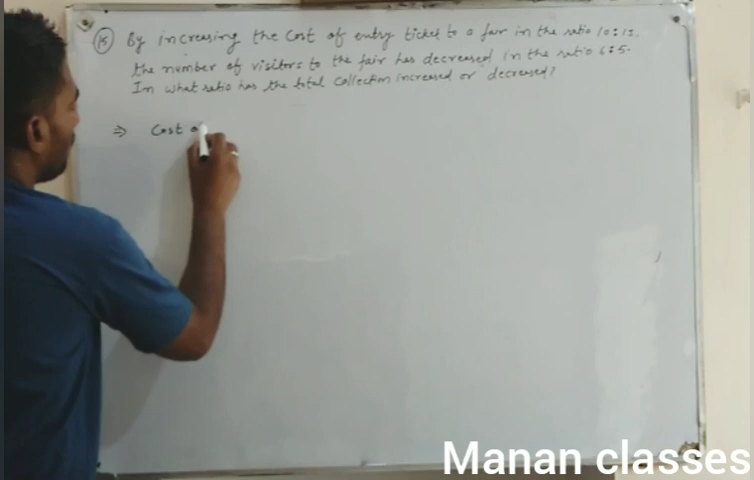 15 By increasing the cost of entry ticket to a fair in the ratio 10:13,
the number of visitors to the fair has decreased in the ratio 6:5.
In what ratio has the total collection increased or decreased?
⇒ Cost o
Manan classes